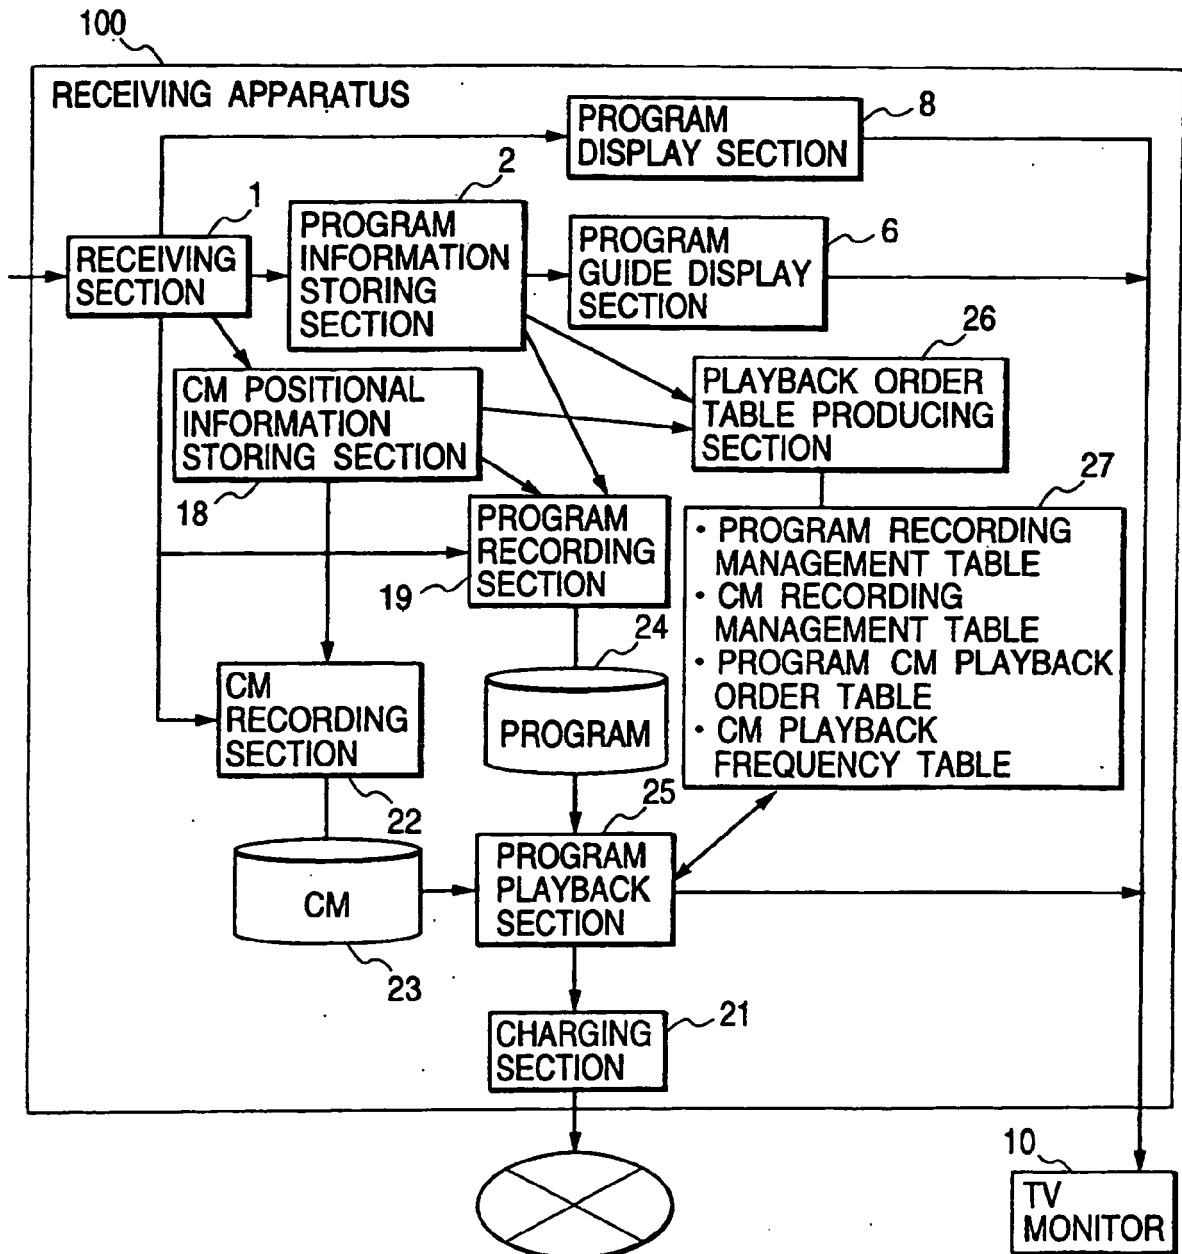 100
RECEIVING APPARATUS
PROGRAM
DISPLAY SECTION
8
2
1
PROGRAM
INFORMATION
STORING
SECTION
PROGRAM
GUIDE DISPLAY
SECTION
6
RECEIVING
SECTION
26
CM POSITIONAL
INFORMATION
STORING SECTION
PLAYBACK ORDER
TABLE PRODUCING
SECTION
18
27
PROGRAM
RECORDING
SECTION
19
• PROGRAM RECORDING
MANAGEMENT TABLE
• CM RECORDING
MANAGEMENT TABLE
• PROGRAM CM PLAYBACK
ORDER TABLE
• CM PLAYBACK
FREQUENCY TABLE
24
CM
RECORDING
SECTION
PROGRAM
22
25
CM
PROGRAM
PLAYBACK
SECTION
23
CHARGING
SECTION
21
10
TV
MONITOR